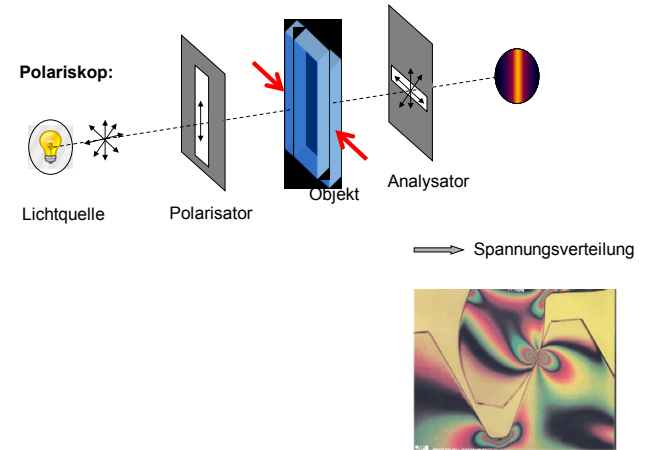 Polariskop:
Lichtquelle
Polarisator
Objekt
Analysator
Spannungsverteilung